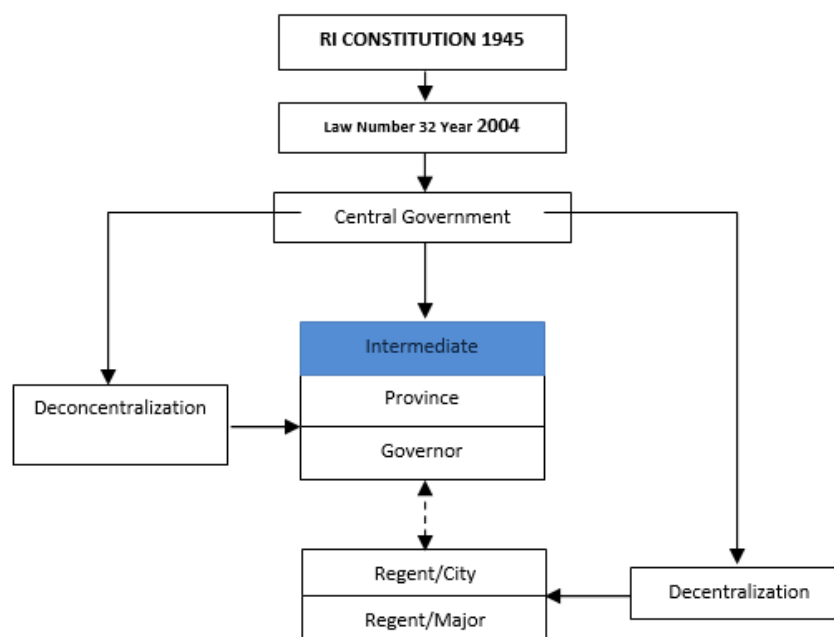 RI CONSTITUTION 1945
Law Number 32 Year 2004
Central Government
Intermediate
Deconcentralization
Province
Governor
Regent/City
Decentralization
Regent/Major